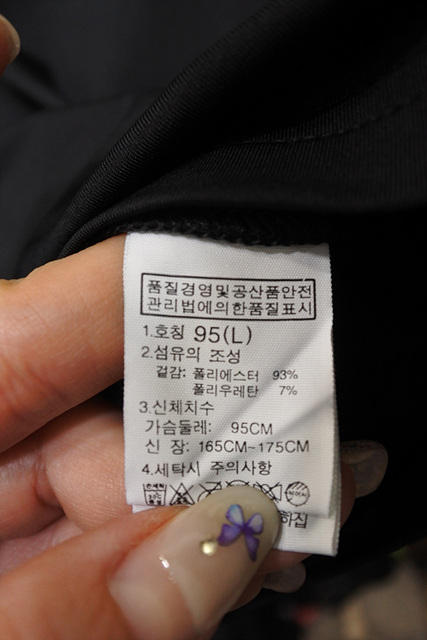 품질경영및공산품안전
관리법에의한품질표시
1.호칭 95(L)
2.섬유의 조성
겉감: 폴리에스터 93%
폴리우레탄 7%
3.신체치수
가슴둘레: 95CM
신 장: 165CM~175CM
4.세탁시 주의사항